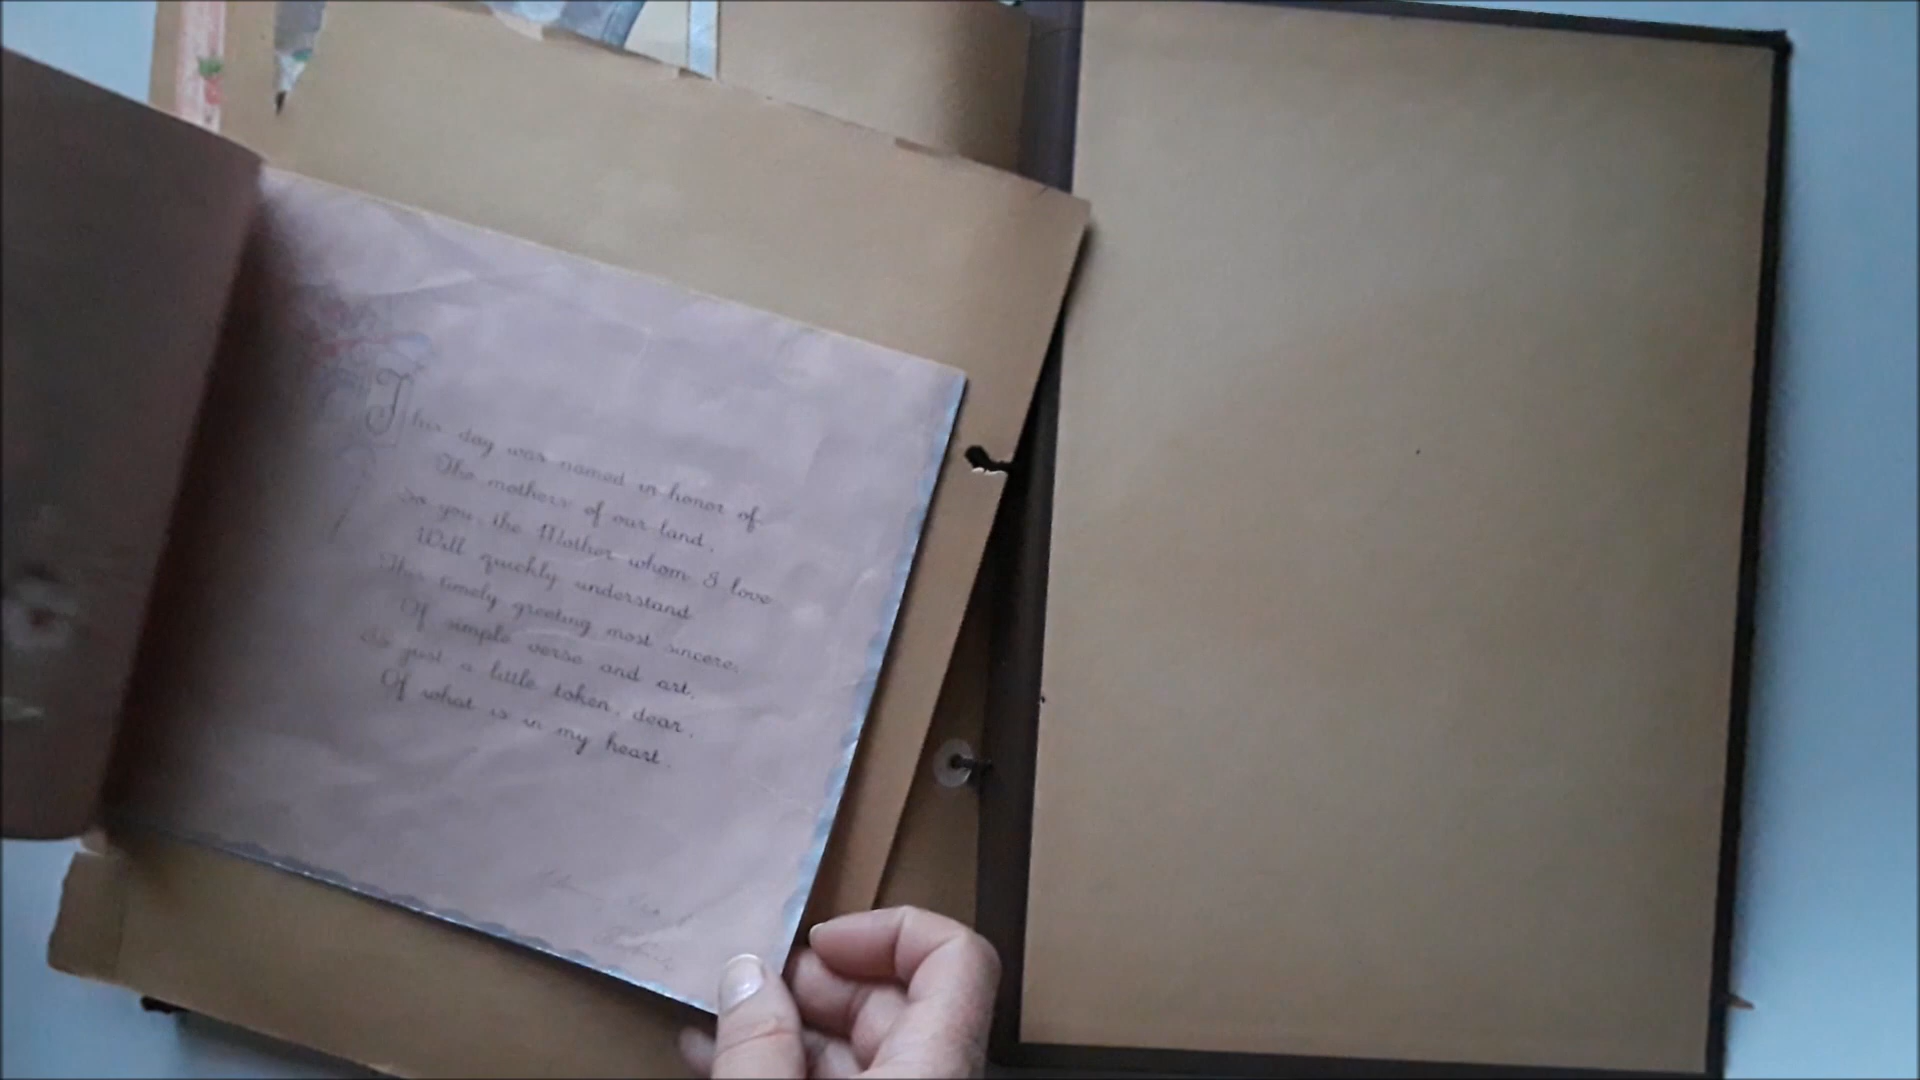 This day was named in honor of
The mothers of our land,
So you, the Mother whom I love
Will quickly understand
This timely greeting most sincere,
Of simple verse and art,
Is just a little token, dear,
Of what is in my heart.